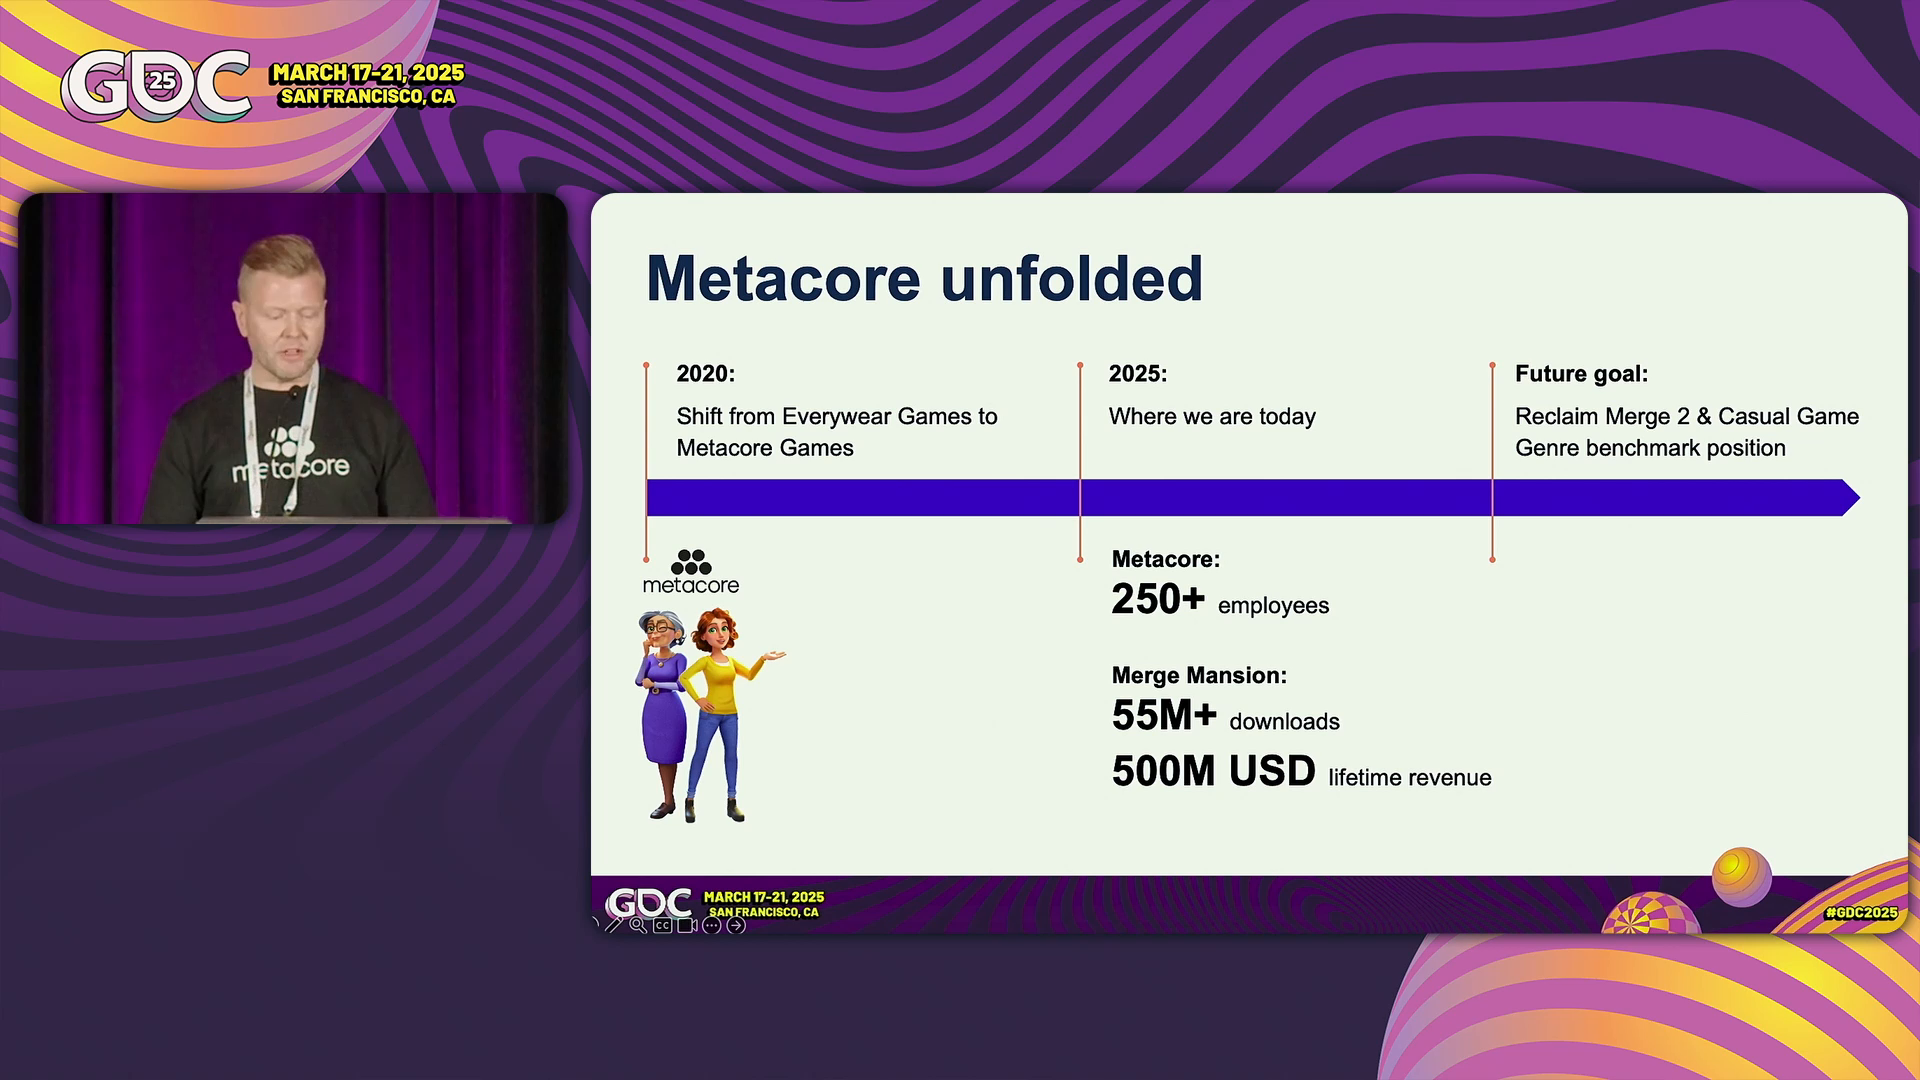 GDC 25
MARCH 17-21, 2025
SAN FRANCISCO, CA
metacore
Metacore unfolded
2020:
Shift from Everywear Games to
Metacore Games
2025:
Where we are today
Future goal:
Reclaim Merge 2 & Casual Game
Genre benchmark position
metacore
Metacore:
250+ employees
Merge Mansion:
55M+ downloads
500M USD lifetime revenue
GDC
MARCH 17-21, 2025
SAN FRANCISCO, CA
CC
#GDC2025